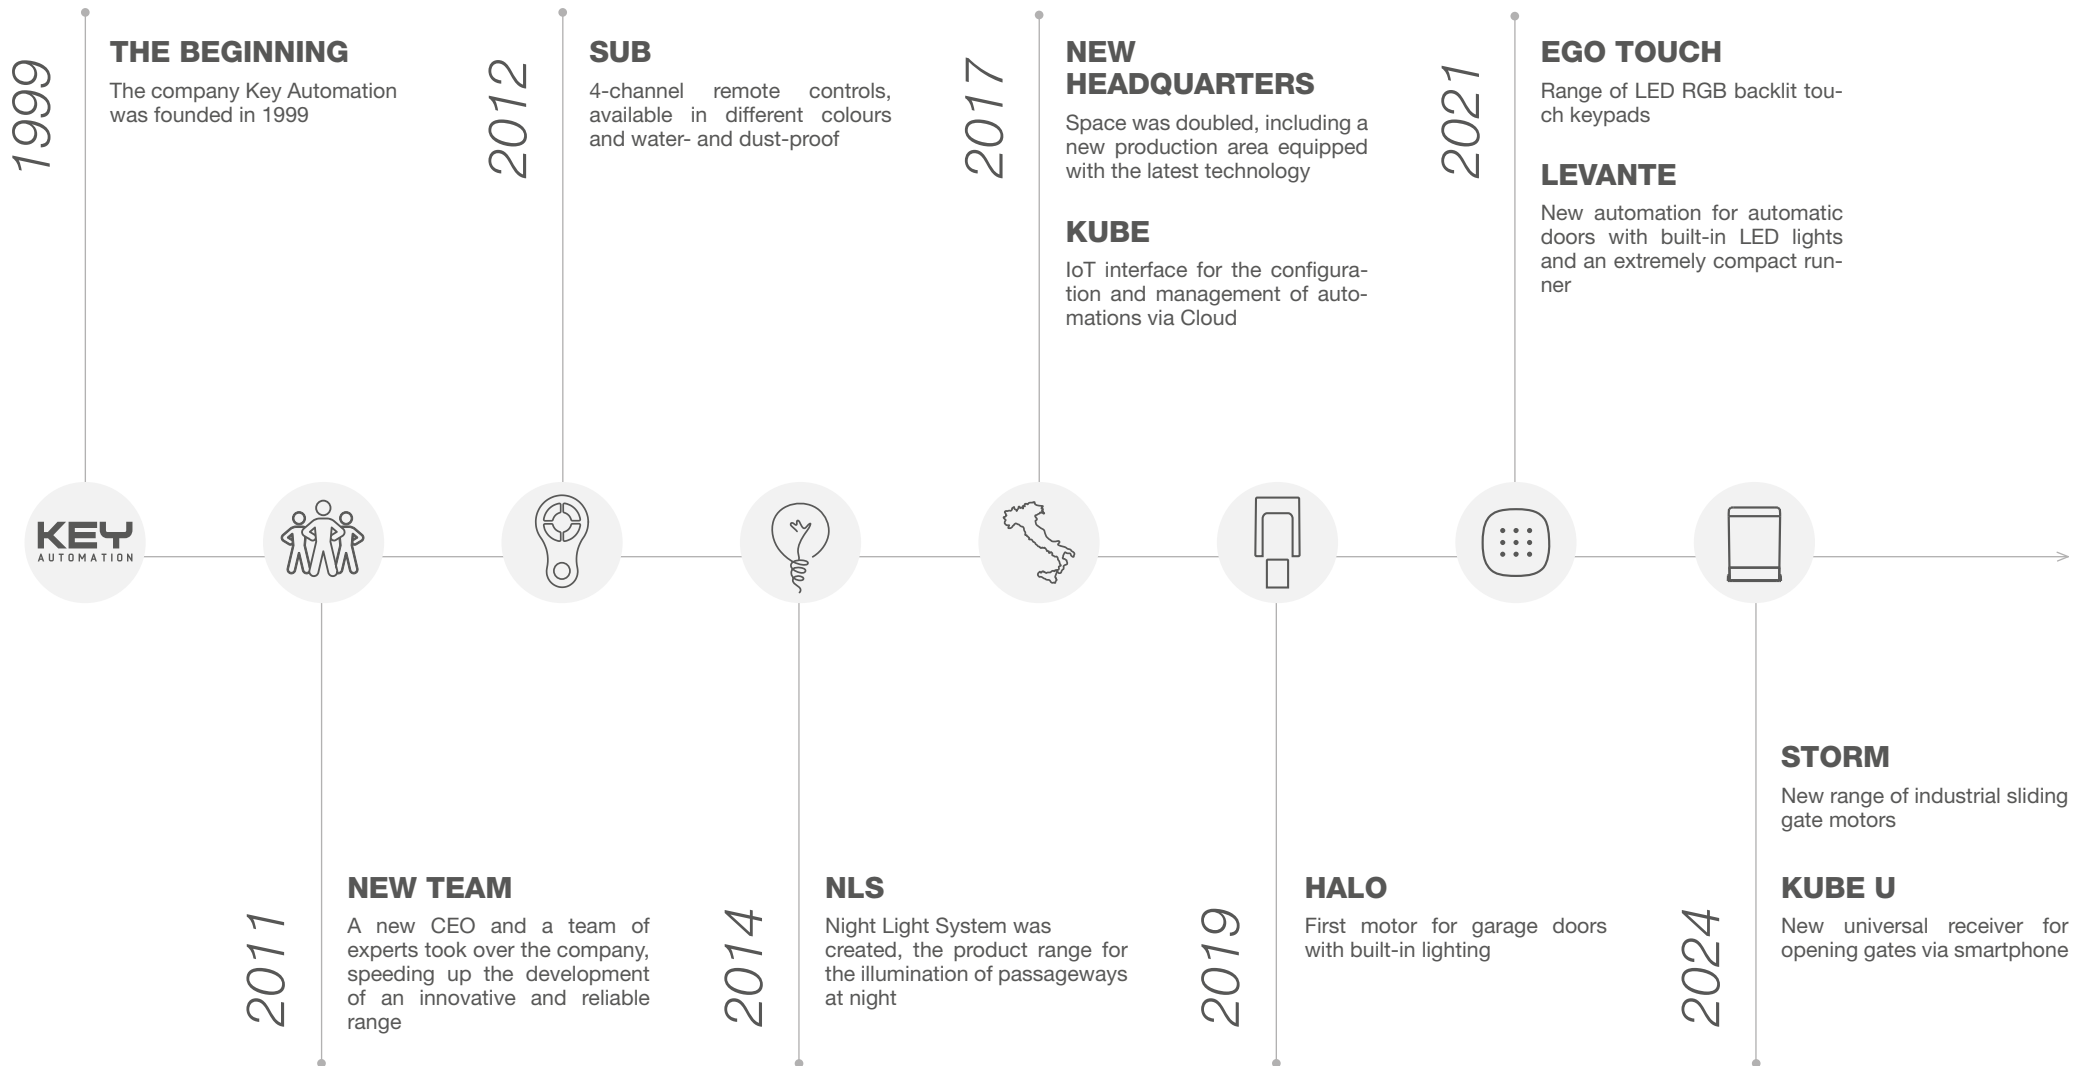 1999
THE BEGINNING
The company Key Automation
was founded in 1999
2012
SUB
4-channel remote controls,
available in different colours
and water- and dust-proof
2017
NEW
HEADQUARTERS
Space was doubled, including a
new production area equipped
with the latest technology
KUBE
IoT interface for the configura-
tion and management of auto-
mations via Cloud
2021
EGO TOUCH
Range of LED RGB backlit tou-
ch keypads
LEVANTE
New automation for automatic
doors with built-in LED lights
and an extremely compact run-
ner
KEY
AUTOMATION
2011
NEW TEAM
A new CEO and a team of
experts took over the company,
speeding up the development
of an innovative and reliable
range
2014
NLS
Night Light System was
created, the product range for
the illumination of passageways
at night
2019
HALO
First motor for garage doors
with built-in lighting
2024
STORM
New range of industrial sliding
gate motors
KUBE U
New universal receiver for
opening gates via smartphone